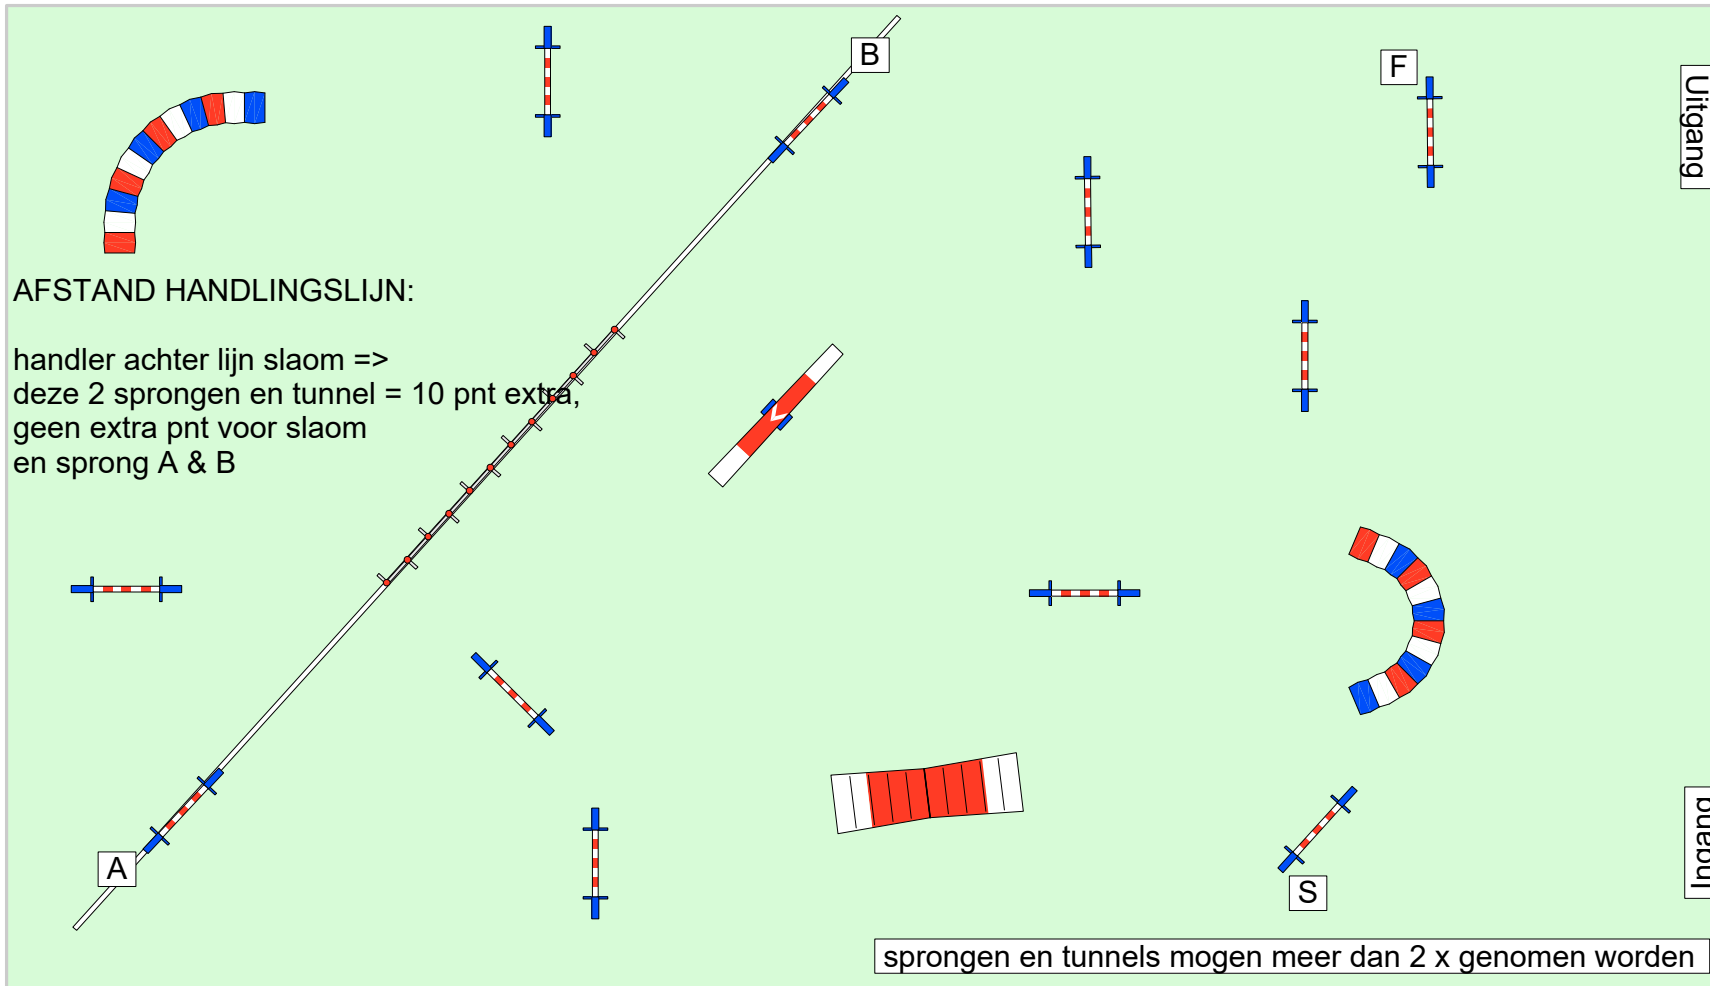 B
F
Uitgang
AFSTAND HANDLINGSLIJN:
handler achter lijn slaom =>
deze 2 sprongen en tunnel = 10 pnt extra,
geen extra pnt voor slaom
en sprong A & B
A
S
Ingang
sprongen en tunnels mogen meer dan 2 x genomen worden